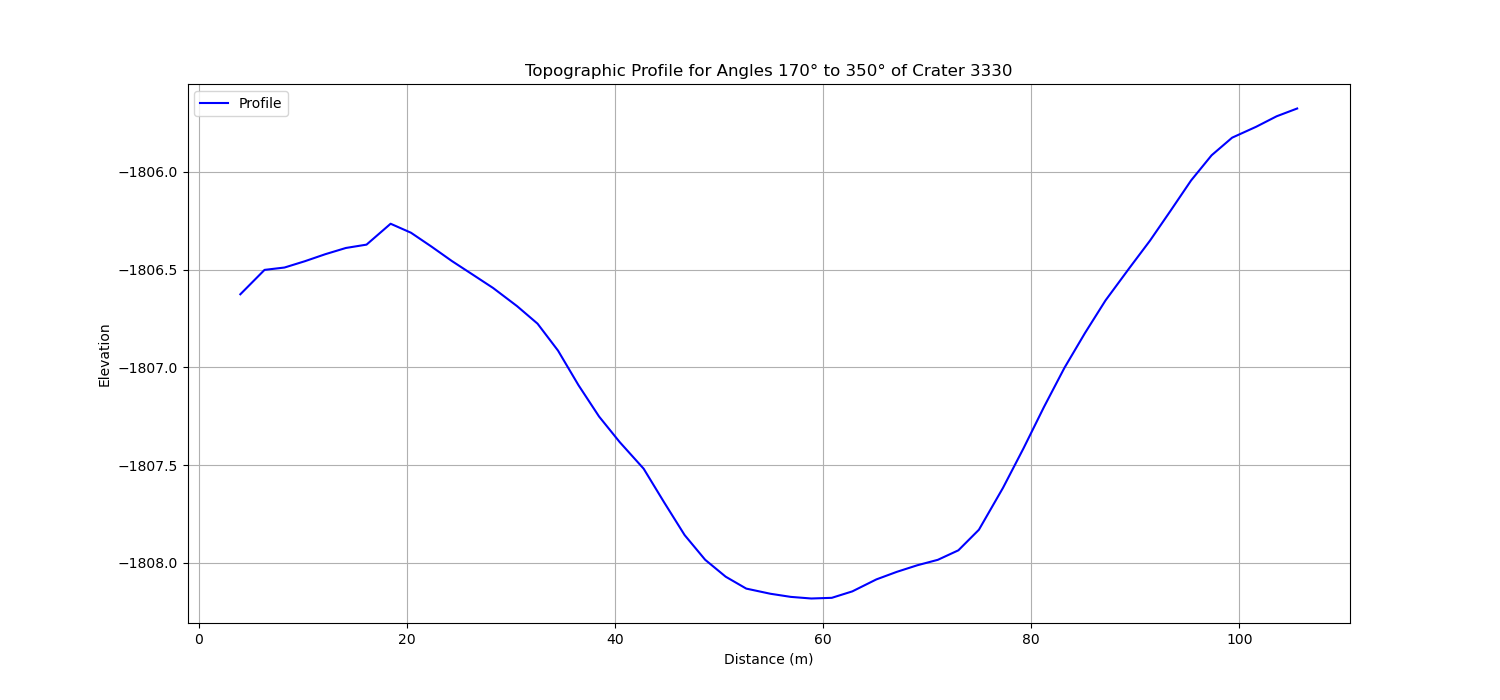 Topographic Profile for Angles 170° to 350° of Crater 3330
Profile
Elevation
−1806.0
−1806.5
−1807.0
−1807.5
−1808.0
0 20 40 60 80 100
Distance (m)